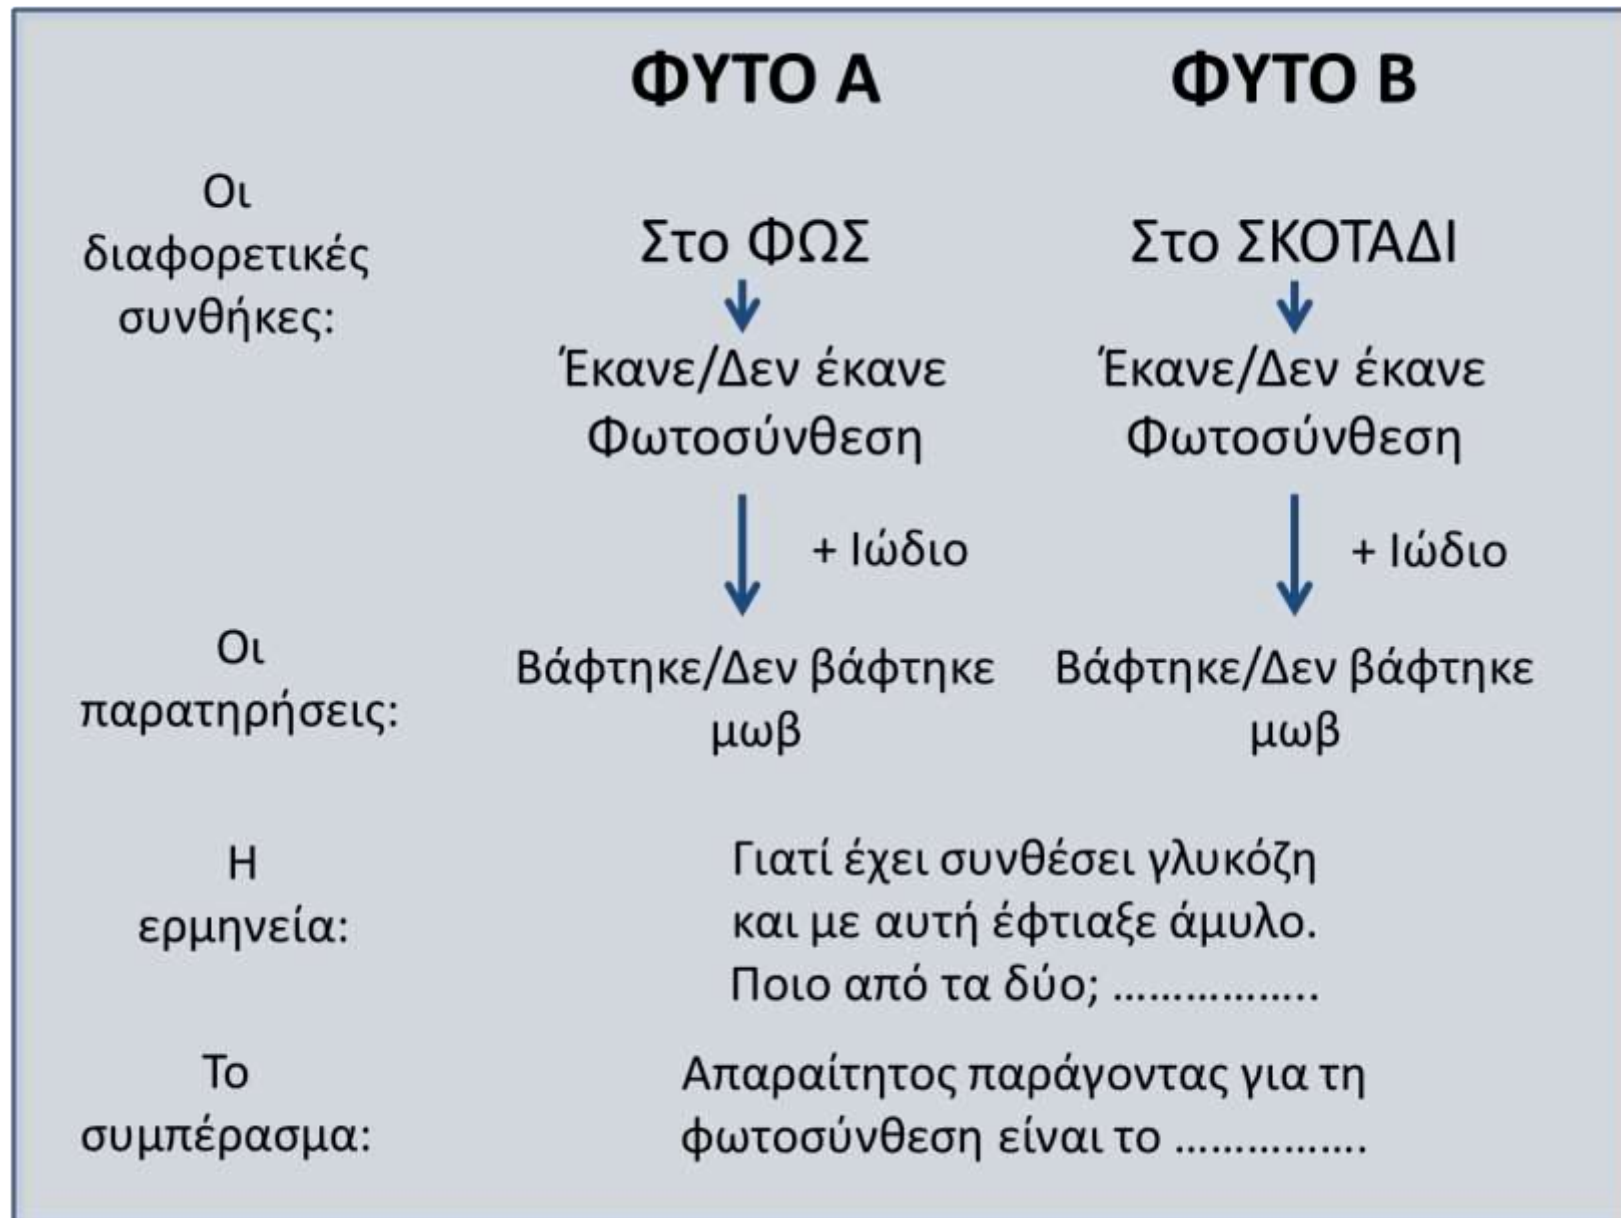 ΦΥΤΟ Α ΦΥΤΟ Β
Οι
διαφορετικές
συνθήκες:
Στο ΦΩΣ Στο ΣΚΟΤΑΔΙ
Έκανε/Δεν έκανε Έκανε/Δεν έκανε
Φωτοσύνθεση Φωτοσύνθεση
+ Ιώδιο + Ιώδιο
Οι
παρατηρήσεις:
Βάφτηκε/Δεν βάφτηκε Βάφτηκε/Δεν βάφτηκε
μωβ μωβ
Η
ερμηνεία:
Γιατί έχει συνθέσει γλυκόζη
και με αυτή έφτιαξε άμυλο.
Ποιο από τα δύο; ……………..
Το
συμπέρασμα:
Απαραίτητος παράγοντας για τη
φωτοσύνθεση είναι το …………….